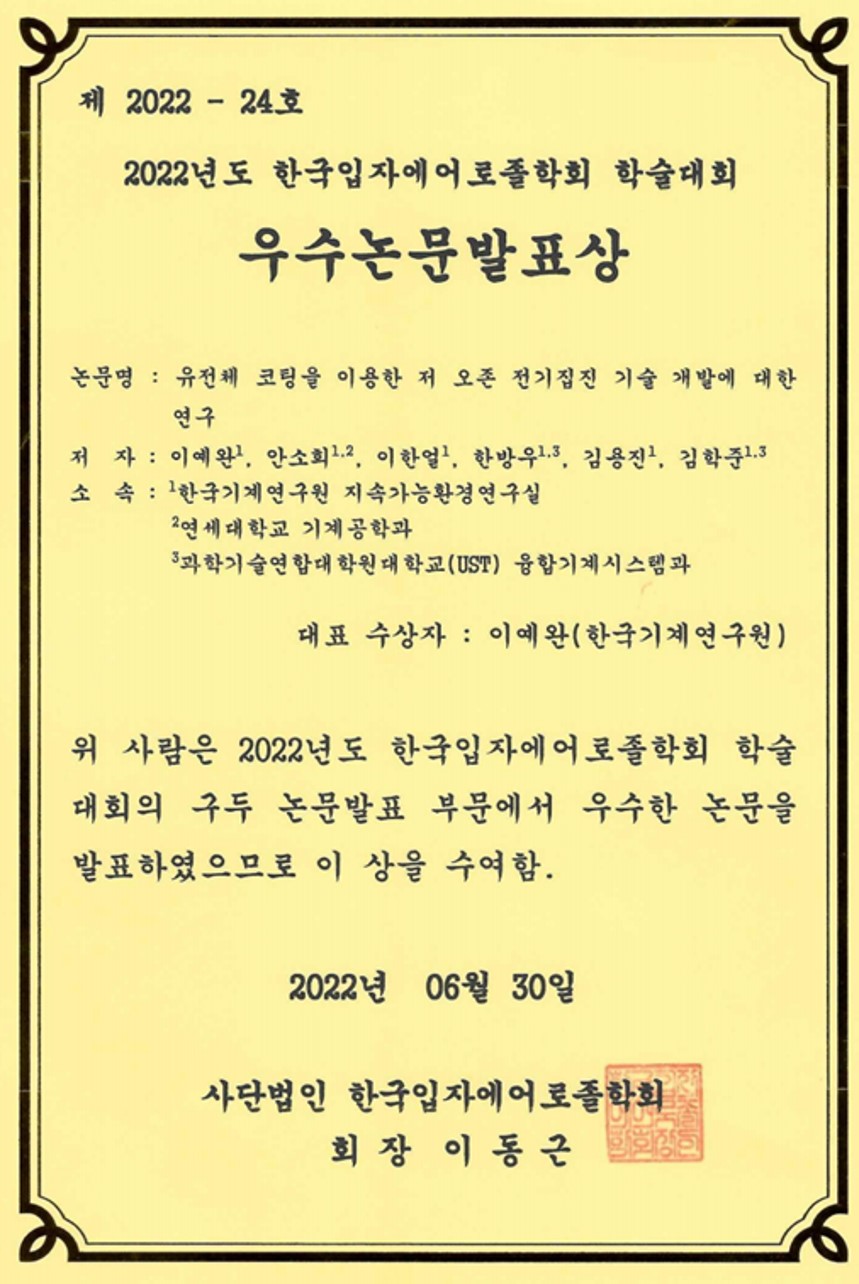 제 2022 - 24호
2022년도 한국입자에어로졸학회 학술대회
우수논문발표상
논문명 : 유전체 코팅을 이용한 저 오존 전기집진 기술 개발에 대한
연구
저 자 : 이예완¹, 안소희¹·², 이한얼¹, 한방우¹·³, 김용진¹, 김학준¹·³
소 속 : ¹한국기계연구원 지속가능환경연구실
²연세대학교 기계공학과
³과학기술연합대학원대학교(UST) 융합기계시스템과
대표 수상자 : 이예완(한국기계연구원)
위 사람은 2022년도 한국입자에어로졸학회 학술
대회의 구두 논문발표 부문에서 우수한 논문을
발표하였으므로 이 상을 수여함.
2022년 06월 30일
사단법인 한국입자에어로졸학회
회 장 이 동 근